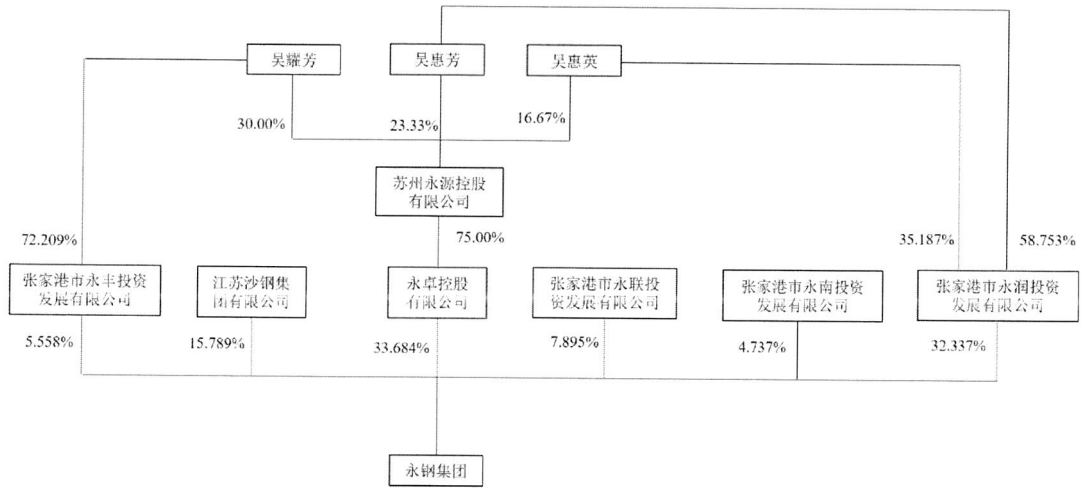 吴耀芳
吴惠芳
吴惠英
30.00%
23.33%
16.67%
苏州永源控股
有限公司
72.209%
75.00%
35.187%
58.753%
张家港市永丰投资
发展有限公司
江苏沙钢集
团有限公司
永卓控股
有限公司
张家港市永联投
资发展有限公司
张家港市永南投资
发展有限公司
张家港市永润投资
发展有限公司
5.558%
15.789%
33.684%
7.895%
4.737%
32.337%
永钢集团